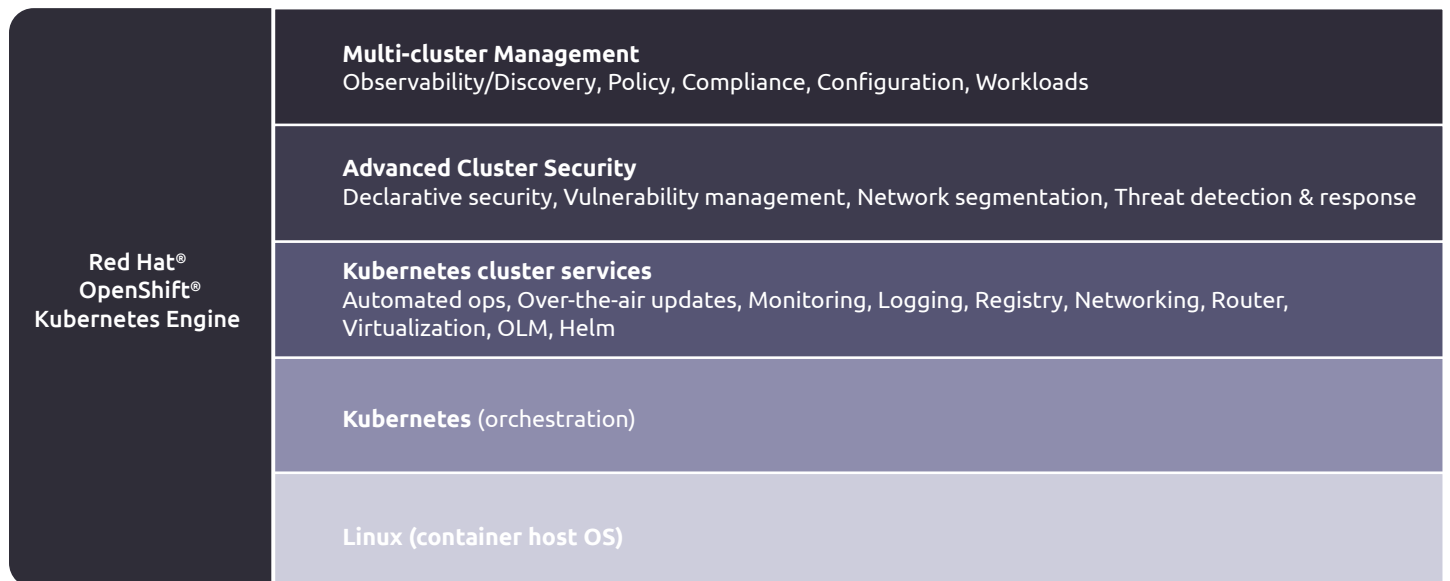 Red Hat®
OpenShift®
Kubernetes Engine
Multi-cluster Management
Observability/Discovery, Policy, Compliance, Configuration, Workloads
Advanced Cluster Security
Declarative security, Vulnerability management, Network segmentation, Threat detection & response
Kubernetes cluster services
Automated ops, Over-the-air updates, Monitoring, Logging, Registry, Networking, Router,
Virtualization, OLM, Helm
Kubernetes (orchestration)
Linux (container host OS)